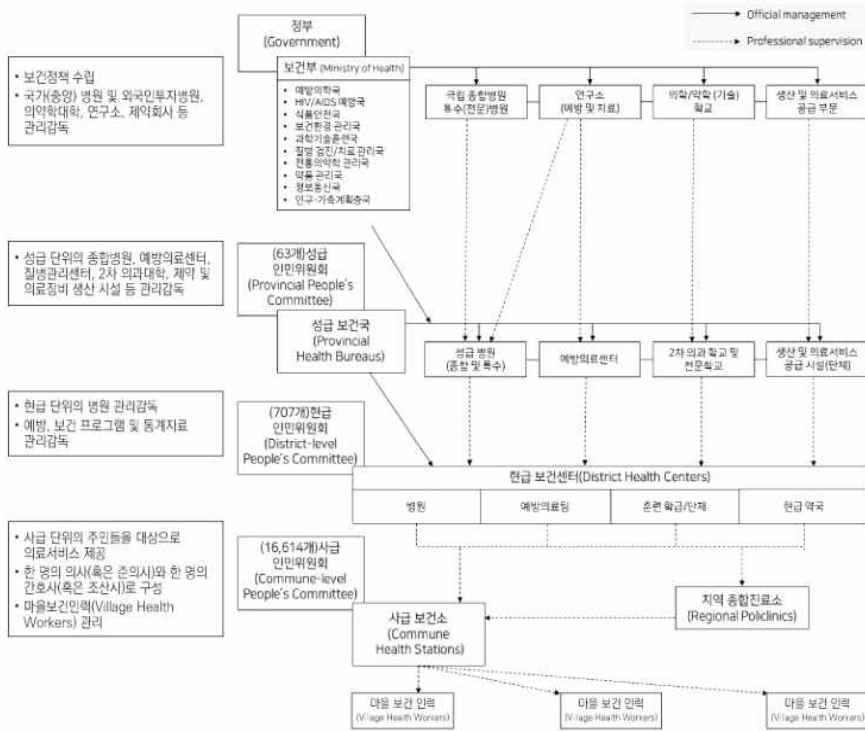 정부
(Government)
Official management
Professional supervision
• 보건정책 수립
• 국가(중앙) 병원 및 외국인투자병원,
의약학대학, 연구소, 제약회사 등
관리감독
보건부 (Ministry of Health)
• 예방의학국
• HIV/AIDS 예방국
• 식품안전국
• 보건환경 관리국
• 과학기술훈련국
• 질병 검진/치료 관리국
• 전통의약학 관리국
• 약품 관리국
• 정보통신국
• 인구-가족계획총국
국립 종합병원
특수(전문)병원
연구소
(예방 및 치료)
의학/약학 (기술)
학교
생산 및 의료서비스
공급 부문
• 성급 단위의 종합병원, 예방의료센터,
질병관리센터, 2차 의과대학, 제약 및
의료장비 생산 시설 등 관리감독
(63개)성급
인민위원회
(Provincial People's
Committee)
성급 보건국
(Provincial
Health Bureaus)
성급 병원
(종합 및 특수)
예방의료센터
2차 의과 학교 및
전문학교
생산 및 의료서비스
공급 시설(단체)
• 현급 단위의 병원 관리감독
• 예방, 보건 프로그램 및 통계자료
관리감독
(707개)현급
인민위원회
(District-level
People's Committee)
현급 보건센터(District Health Centers)
병원
예방의료팀
훈련 학급/단체
현급 약국
• 사급 단위의 주민들을 대상으로
의료서비스 제공
• 한 명의 의사(혹은 준의사)와 한 명의
간호사(혹은 조산사)로 구성
• 마을보건인력(Village Health
Workers) 관리
(16,614개)사급
인민위원회
(Commune-level
People's Committee)
사급 보건소
(Commune
Health Stations)
지역 종합진료소
(Regional Policlinics)
마을 보건 인력
(Village Health Workers)
마을 보건 인력
(Village Health Workers)
마을 보건 인력
(Village Health Workers)